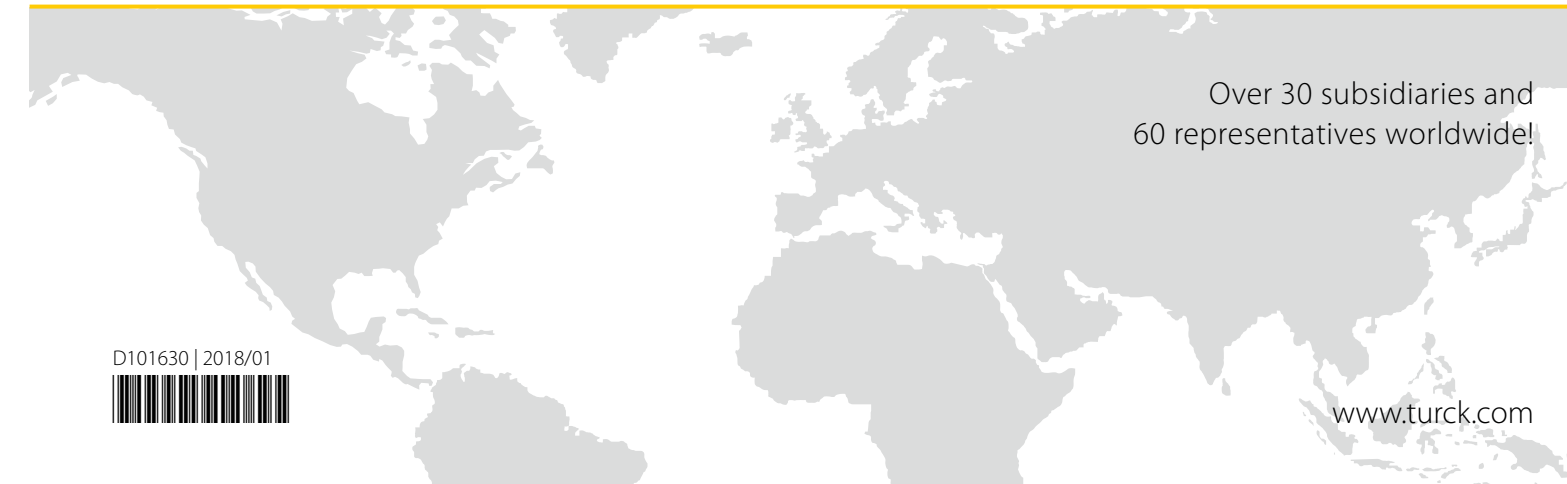 Over 30 subsidiaries and
60 representatives worldwide!
D101630 | 2018/01
www.turck.com